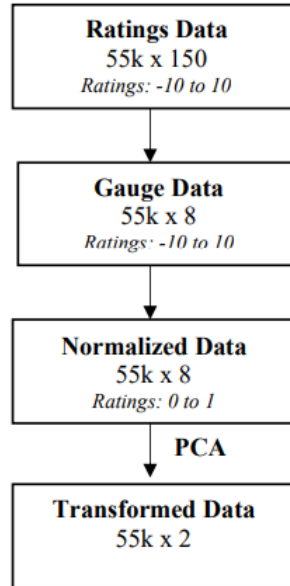 Ratings Data
55k x 150
Ratings: -10 to 10
Gauge Data
55k x 8
Ratings: -10 to 10
Normalized Data
55k x 8
Ratings: 0 to 1
PCA
Transformed Data
55k x 2